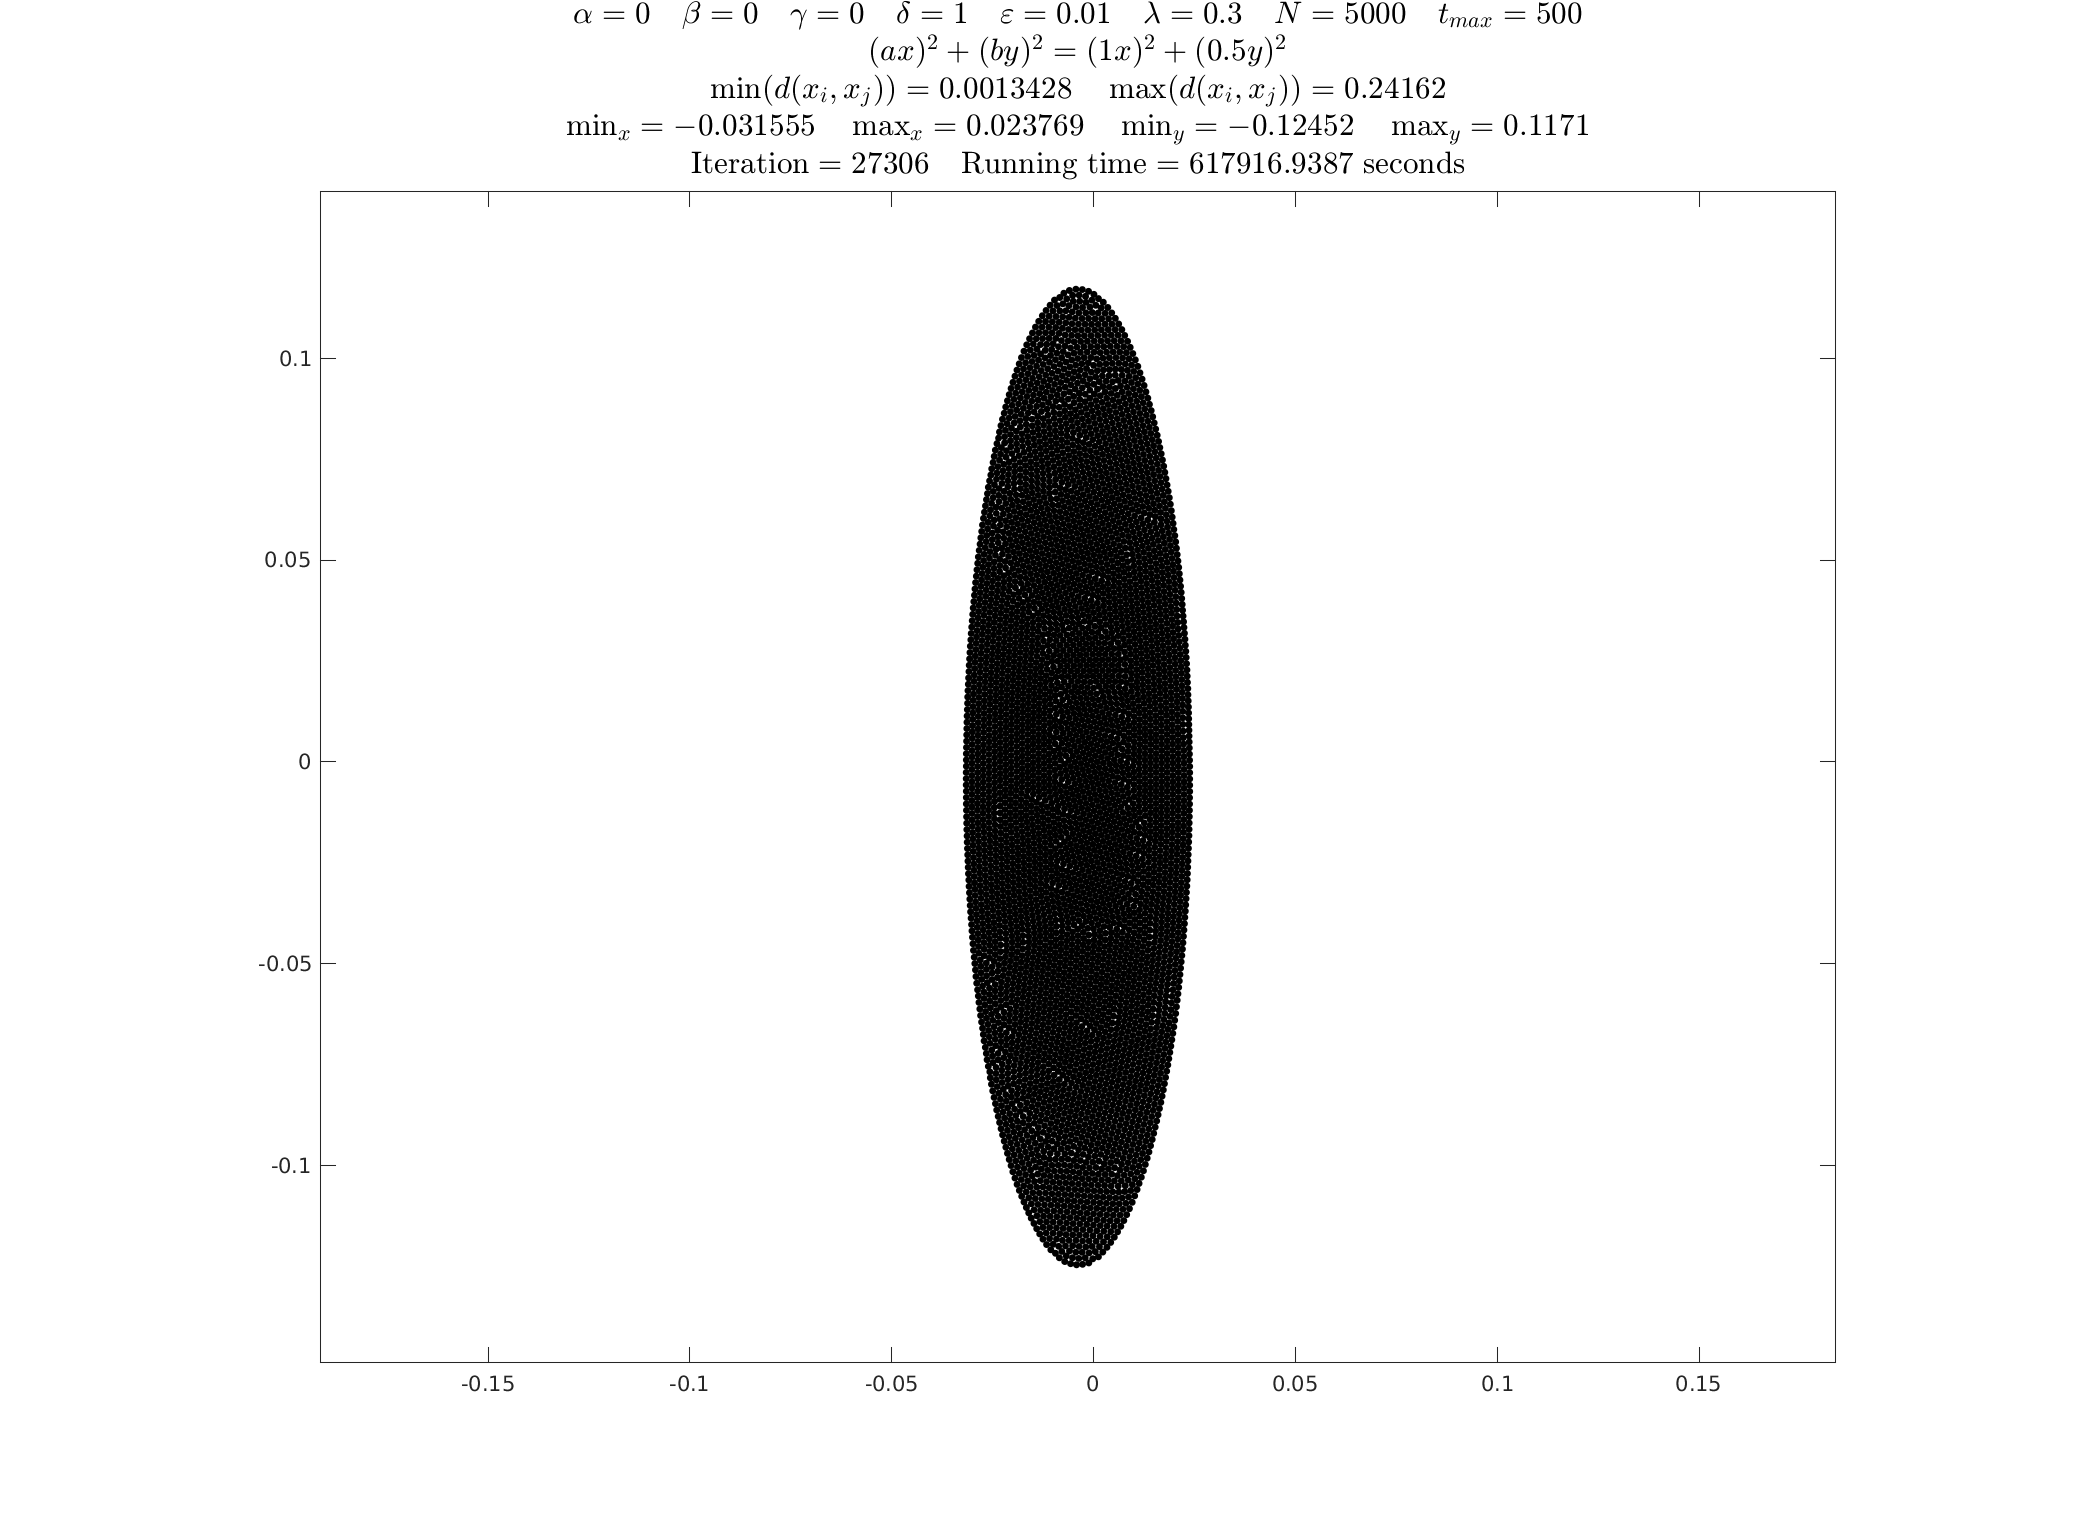 α = 0 β = 0 γ = 0 δ = 1 ε = 0.01 λ = 0.3 N = 5000 t_max = 500
(ax)² + (by)² = (1x)² + (0.5y)²
min(d(x_i, x_j)) = 0.0013428 max(d(x_i, x_j)) = 0.24162
min_x = −0.031555 max_x = 0.023769 min_y = −0.12452 max_y = 0.1171
Iteration = 27306 Running time = 617916.9387 seconds
0.1
0.05
0
-0.05
-0.1
-0.15 -0.1 -0.05 0 0.05 0.1 0.15